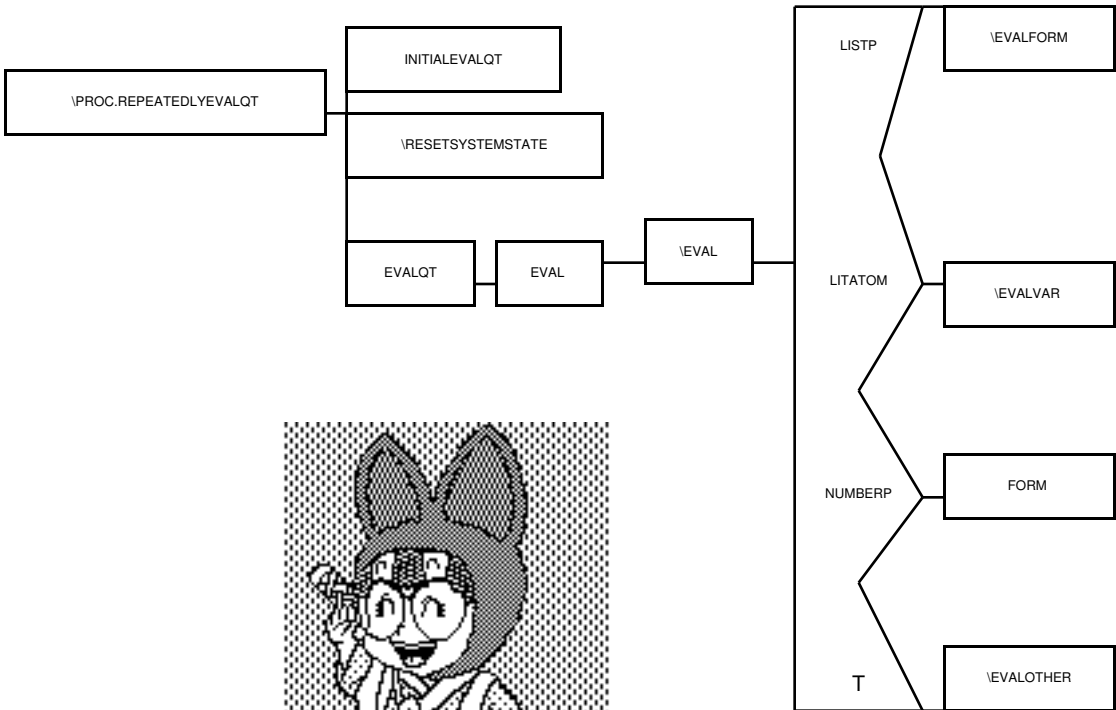 \PROC.REPEATEDLYEVALQT
INITIALEVALQT
\RESETSYSTEMSTATE
EVALQT
EVAL
\EVAL
LISTP
\EVALFORM
LITATOM
\EVALVAR
NUMBERP
FORM
T
\EVALOTHER